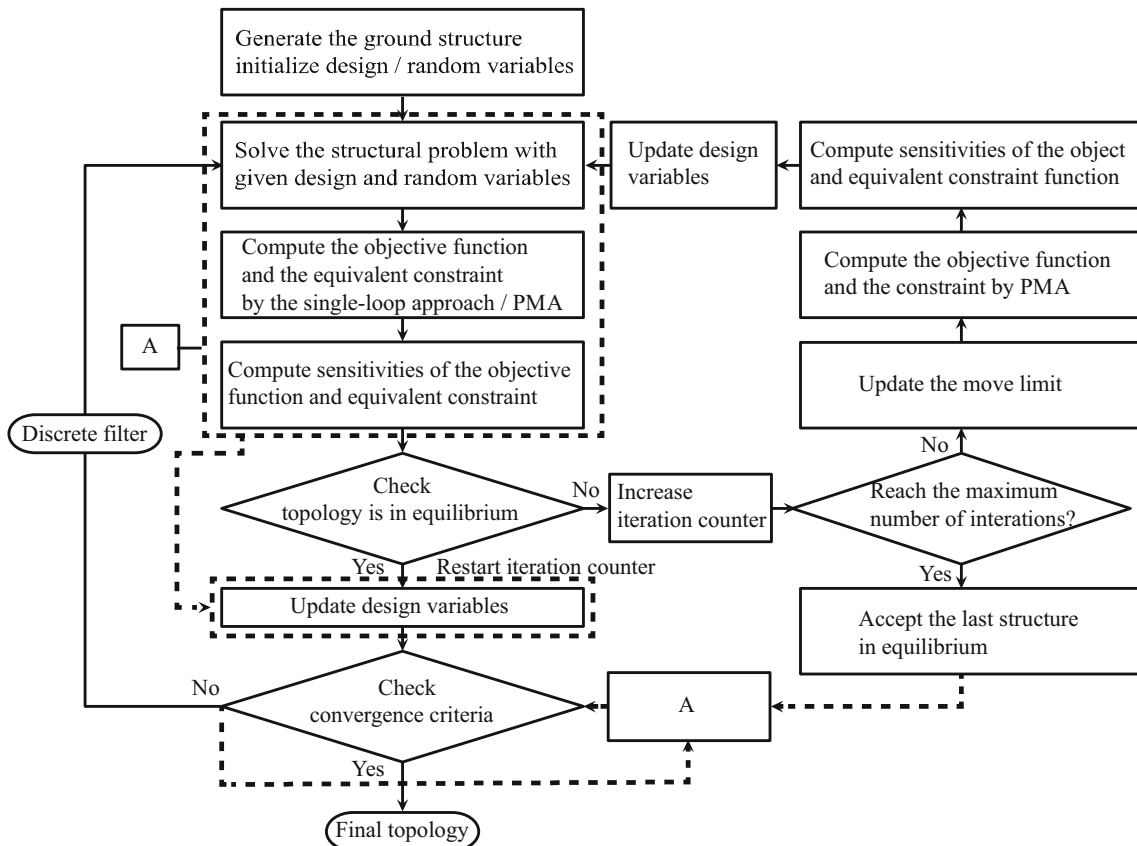 Generate the ground structure
initialize design / random variables
Solve the structural problem with
given design and random variables
Update design
variables
Compute sensitivities of the object
and equivalent constraint function
Compute the objective function
and the equivalent constraint
by the single-loop approach / PMA
Compute the objective function
and the constraint by PMA
A
Compute sensitivities of the objective
function and equivalent constraint
Update the move limit
Discrete filter
No
Check
topology is in equilibrium
No
Increase
iteration counter
Reach the maximum
number of interations?
Yes
Restart iteration counter
Yes
Update design variables
Accept the last structure
in equilibrium
No
Check
convergence criteria
A
Yes
Final topology